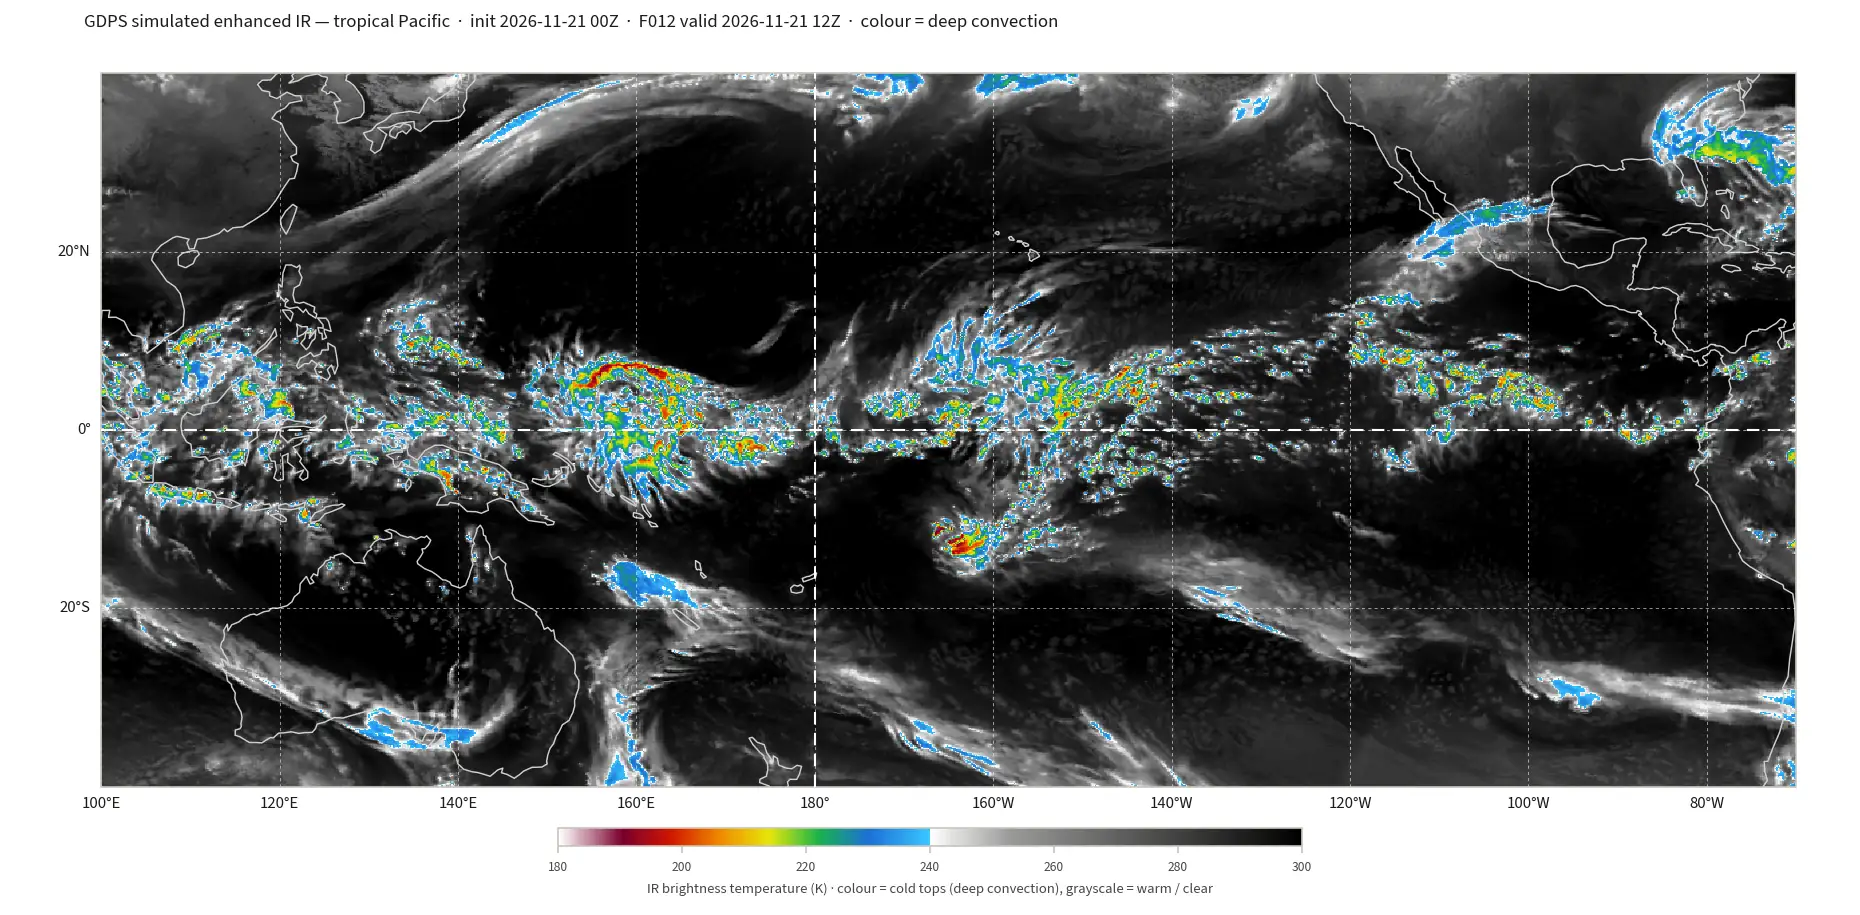 GDPS simulated enhanced IR — tropical Pacific · init 2026-11-21 00Z · F012 valid 2026-11-21 12Z · colour = deep convection
20°N
0°
20°S
100°E 120°E 140°E 160°E 180° 160°W 140°W 120°W 100°W 80°W
180 200 220 240 260 280 300
IR brightness temperature (K) · colour = cold tops (deep convection), grayscale = warm / clear